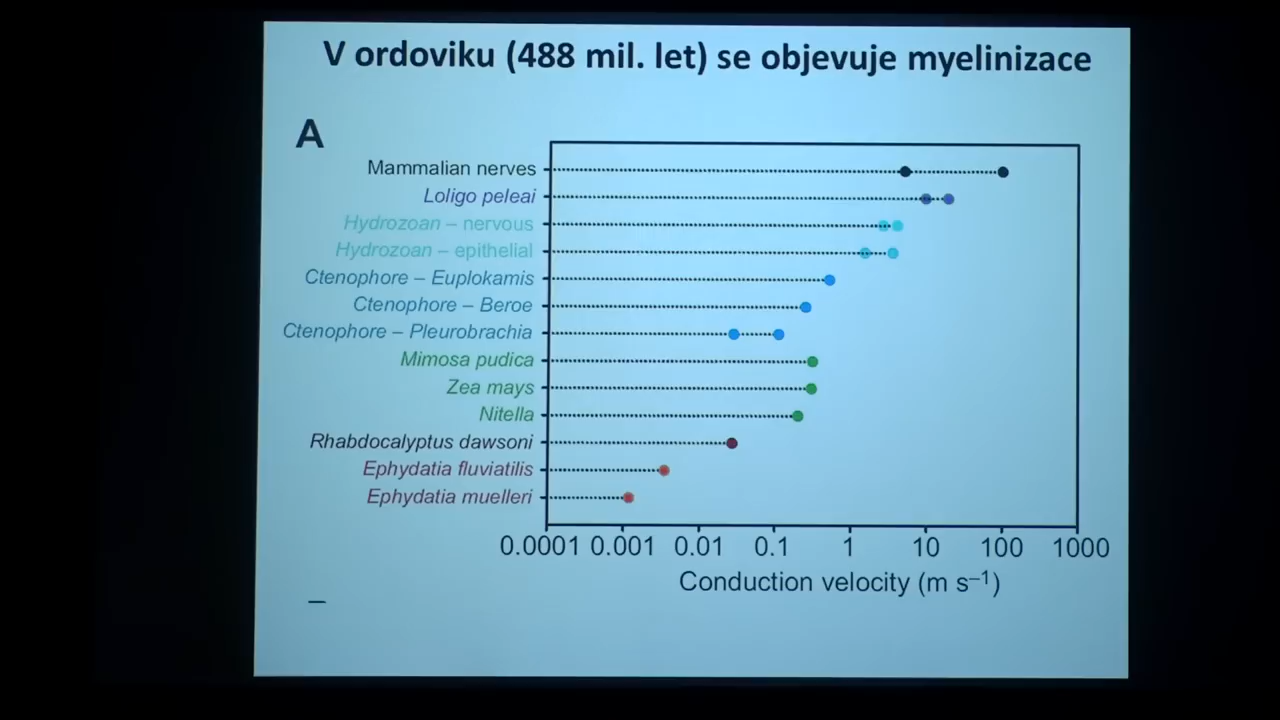 V ordoviku (488 mil. let) se objevuje myelinizace
A
Mammalian nerves
Loligo peleai
Hydrozoan – nervous
Hydrozoan – epithelial
Ctenophore – Euplokamis
Ctenophore – Beroe
Ctenophore – Pleurobrachia
Mimosa pudica
Zea mays
Nitella
Rhabdocalyptus dawsoni
Ephydatia fluviatilis
Ephydatia muelleri
0.0001 0.001 0.01 0.1 1 10 100 1000
Conduction velocity (m s⁻¹)